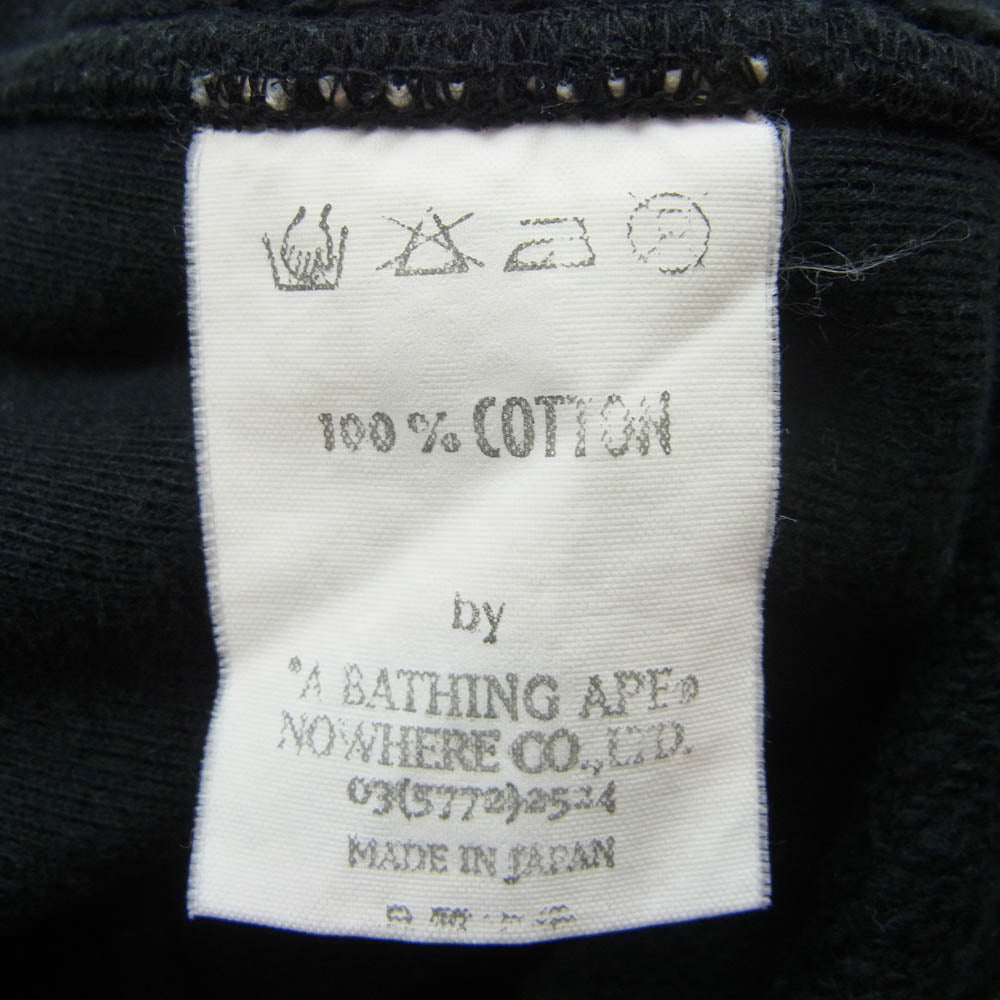 100 % COTTON
by
"A BATHING APE®
NOWHERE CO., LTD.
03(5772)2524
MADE IN JAPAN